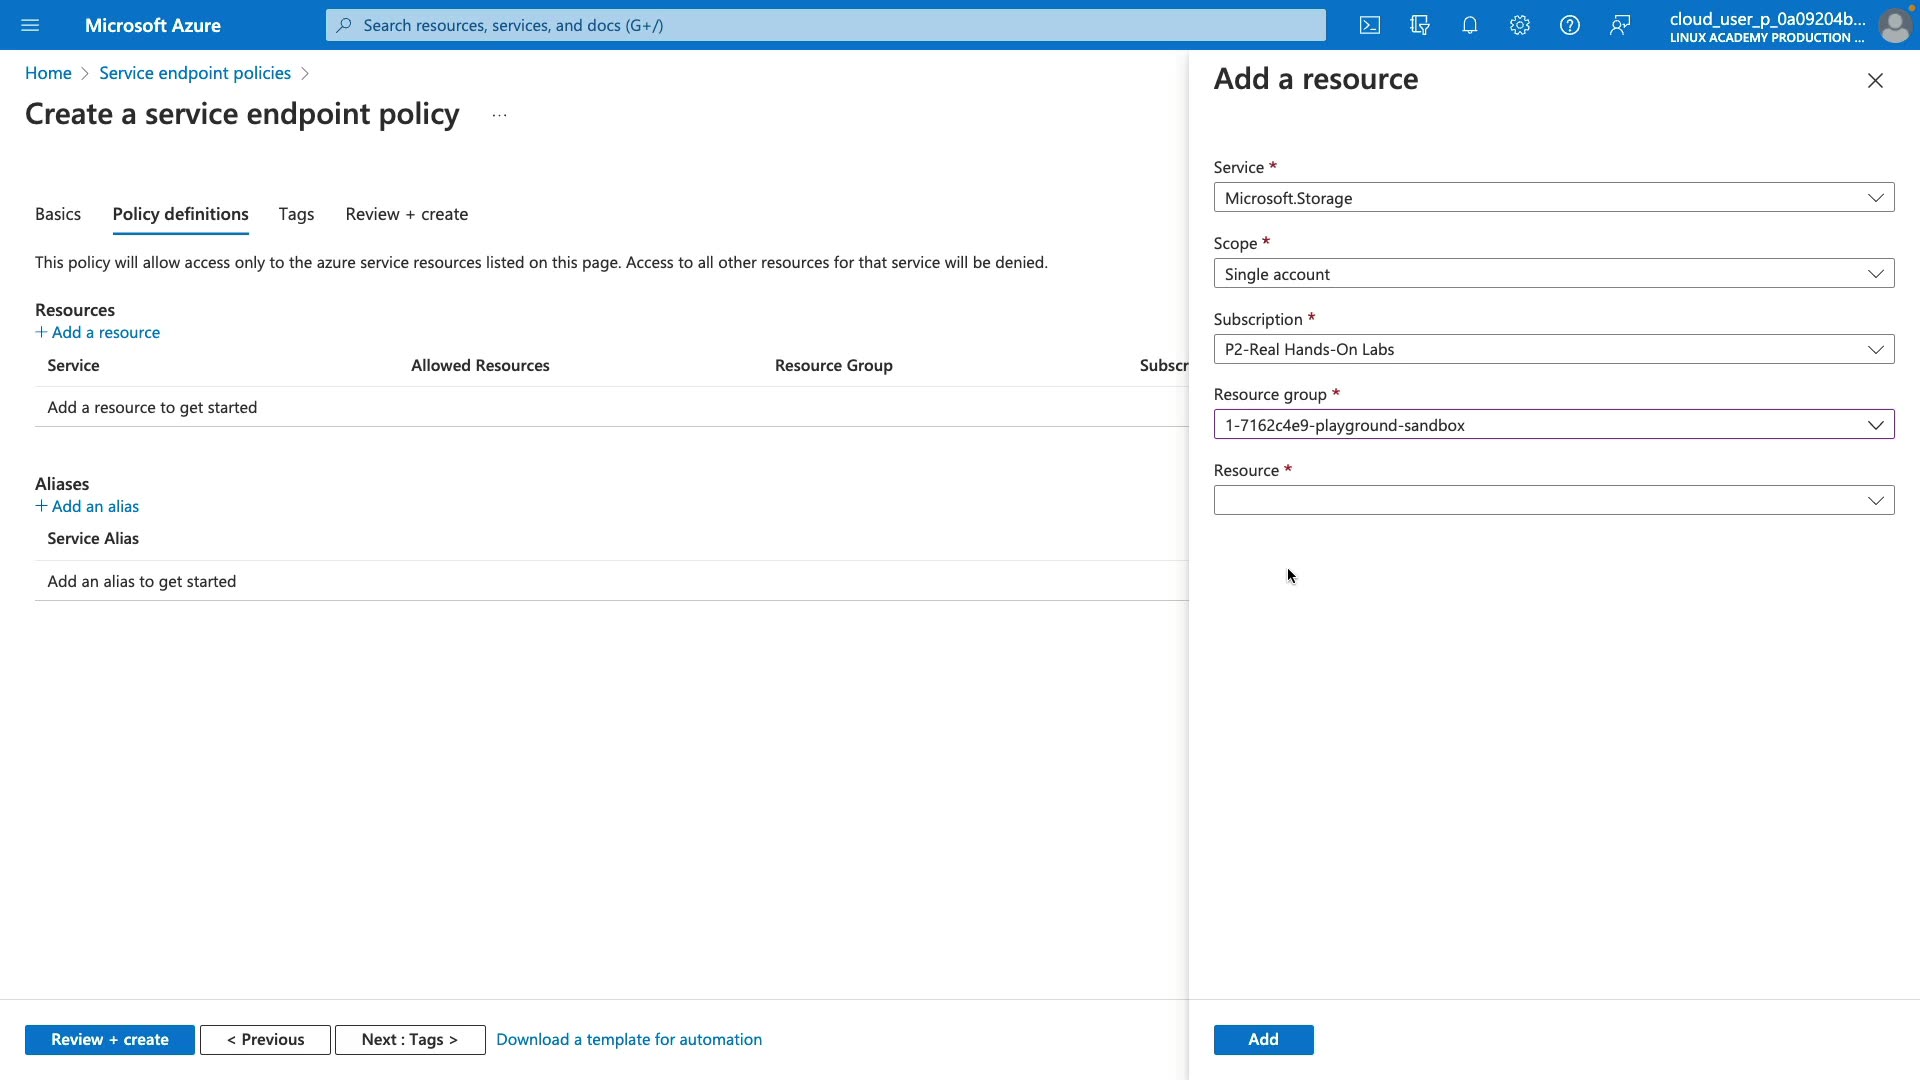 Microsoft Azure
Search resources, services, and docs (G+/)
cloud_user_p_0a09204b...
LINUX ACADEMY PRODUCTION ...
Home
Service endpoint policies
Create a service endpoint policy
...
Basics
Policy definitions
Tags
Review + create
This policy will allow access only to the azure service resources listed on this page. Access to all other resources for that service will be denied.
Resources
+ Add a resource
Service
Allowed Resources
Resource Group
Subscr
Add a resource to get started
Aliases
+ Add an alias
Service Alias
Add an alias to get started
Review + create
< Previous
Next : Tags >
Download a template for automation
Add a resource
Service *
Microsoft.Storage
Scope *
Single account
Subscription *
P2-Real Hands-On Labs
Resource group *
1-7162c4e9-playground-sandbox
Resource *
Add